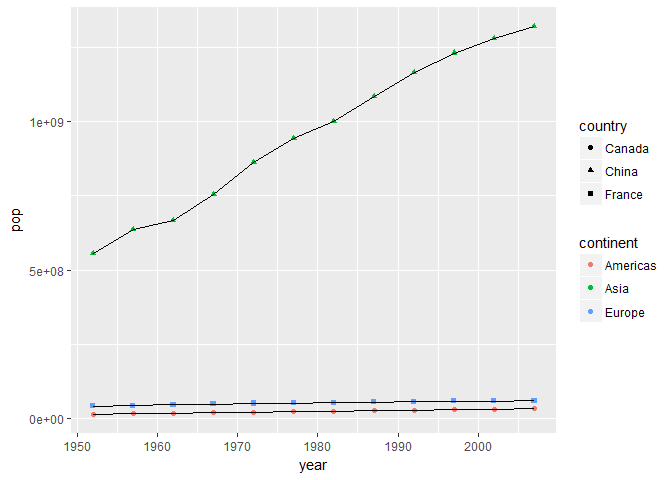 1e+09
5e+08
0e+00
pop
1950
1960
1970
1980
1990
2000
year
country
Canada
China
France
continent
Americas
Asia
Europe